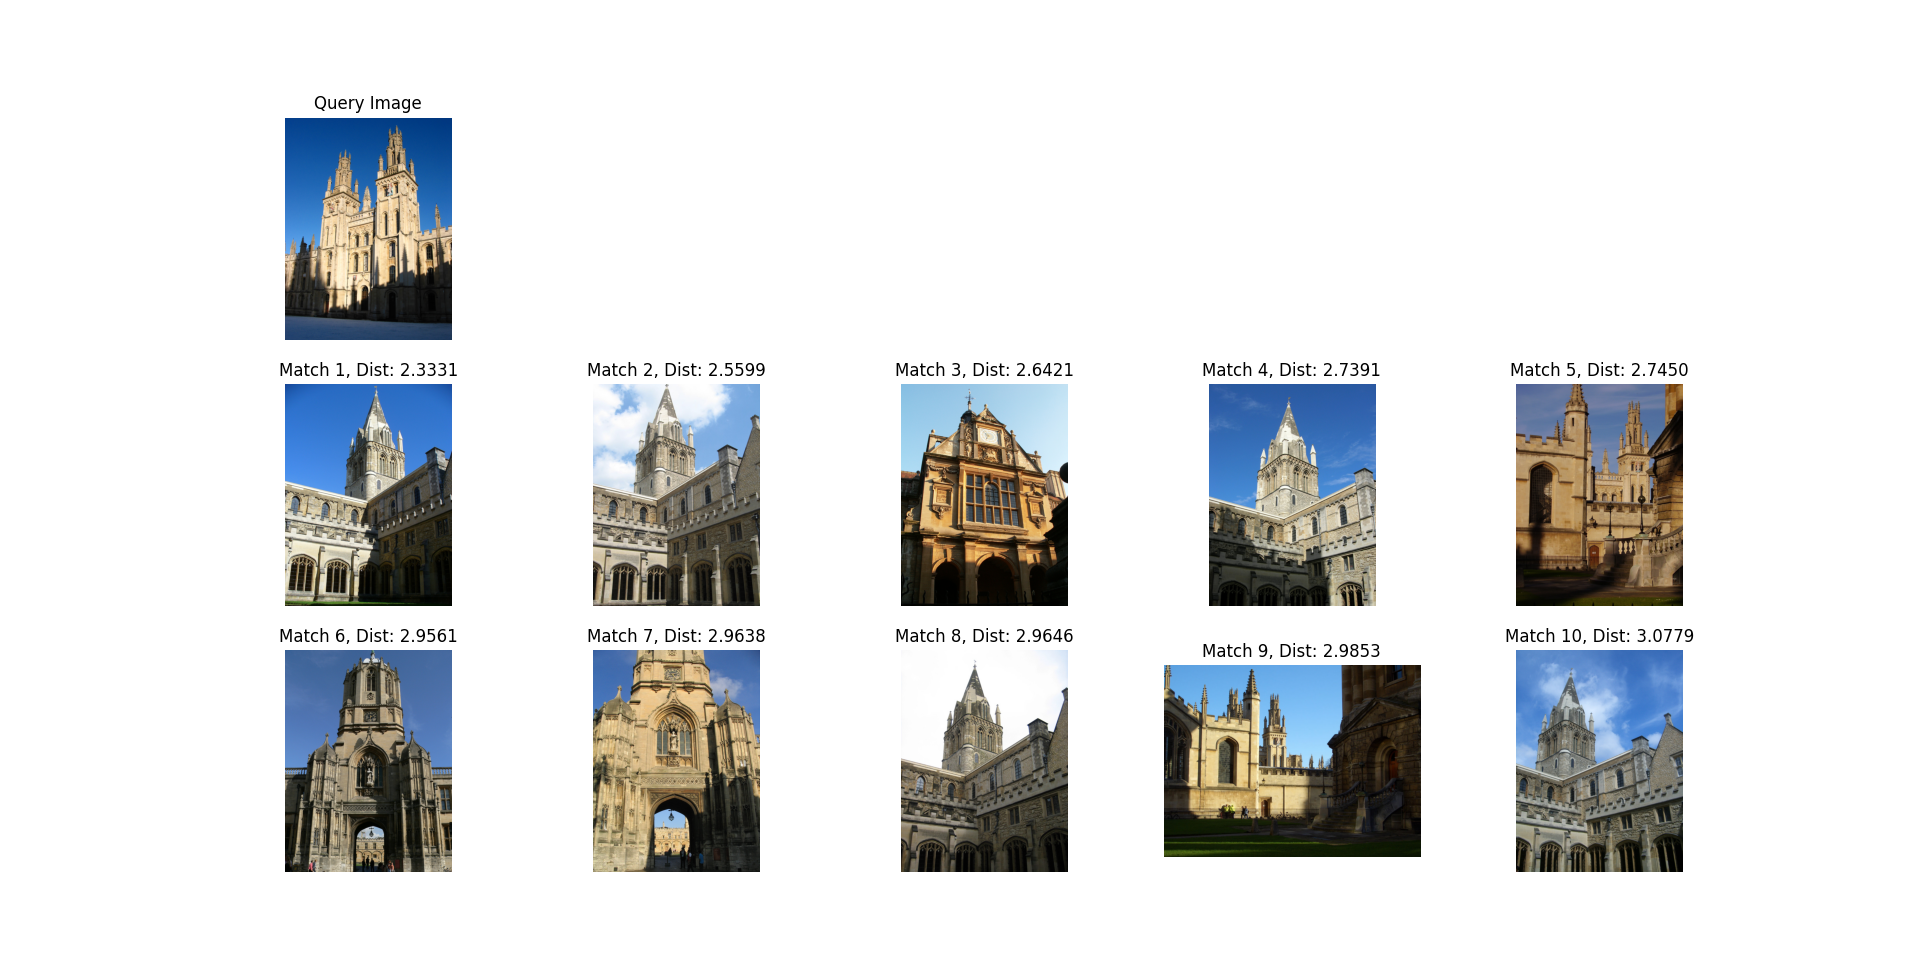 Query Image
Match 1, Dist: 2.3331
Match 2, Dist: 2.5599
Match 3, Dist: 2.6421
Match 4, Dist: 2.7391
Match 5, Dist: 2.7450
Match 6, Dist: 2.9561
Match 7, Dist: 2.9638
Match 8, Dist: 2.9646
Match 9, Dist: 2.9853
Match 10, Dist: 3.0779